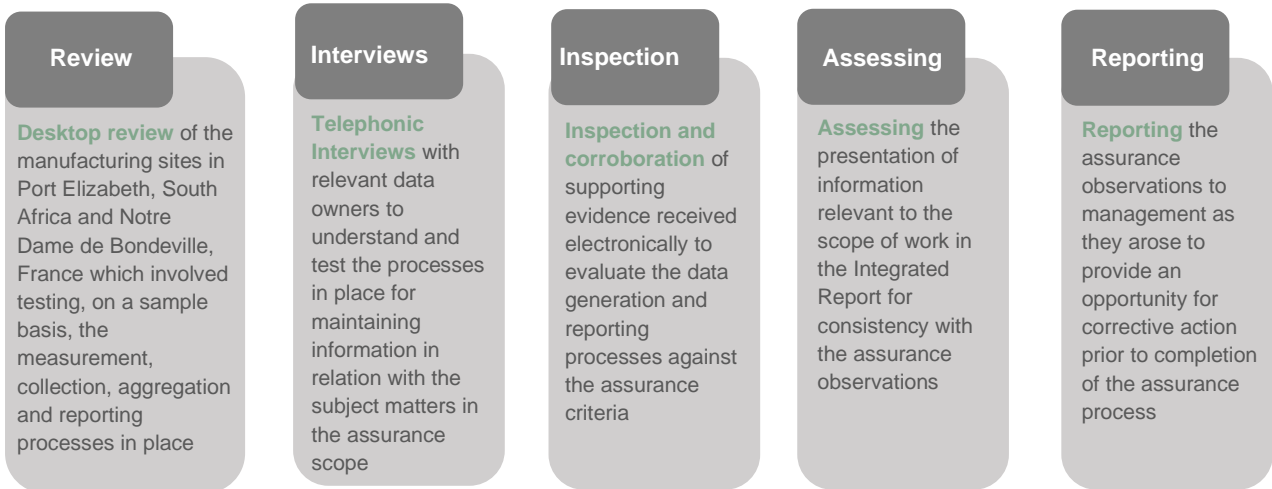 Review
Desktop review of the
manufacturing sites in
Port Elizabeth, South
Africa and Notre
Dame de Bondeville,
France which involved
testing, on a sample
basis, the
measurement,
collection, aggregation
and reporting
processes in place
Interviews
Telephonic
Interviews with
relevant data
owners to
understand and
test the processes
in place for
maintaining
information in
relation with the
subject matters in
the assurance
scope
Inspection
Inspection and
corroboration of
supporting
evidence received
electronically to
evaluate the data
generation and
reporting
processes against
the assurance
criteria
Assessing
Assessing the
presentation of
information
relevant to the
scope of work in
the Integrated
Report for
consistency with
the assurance
observations
Reporting
Reporting the
assurance
observations to
management as
they arose to
provide an
opportunity for
corrective action
prior to completion
of the assurance
process